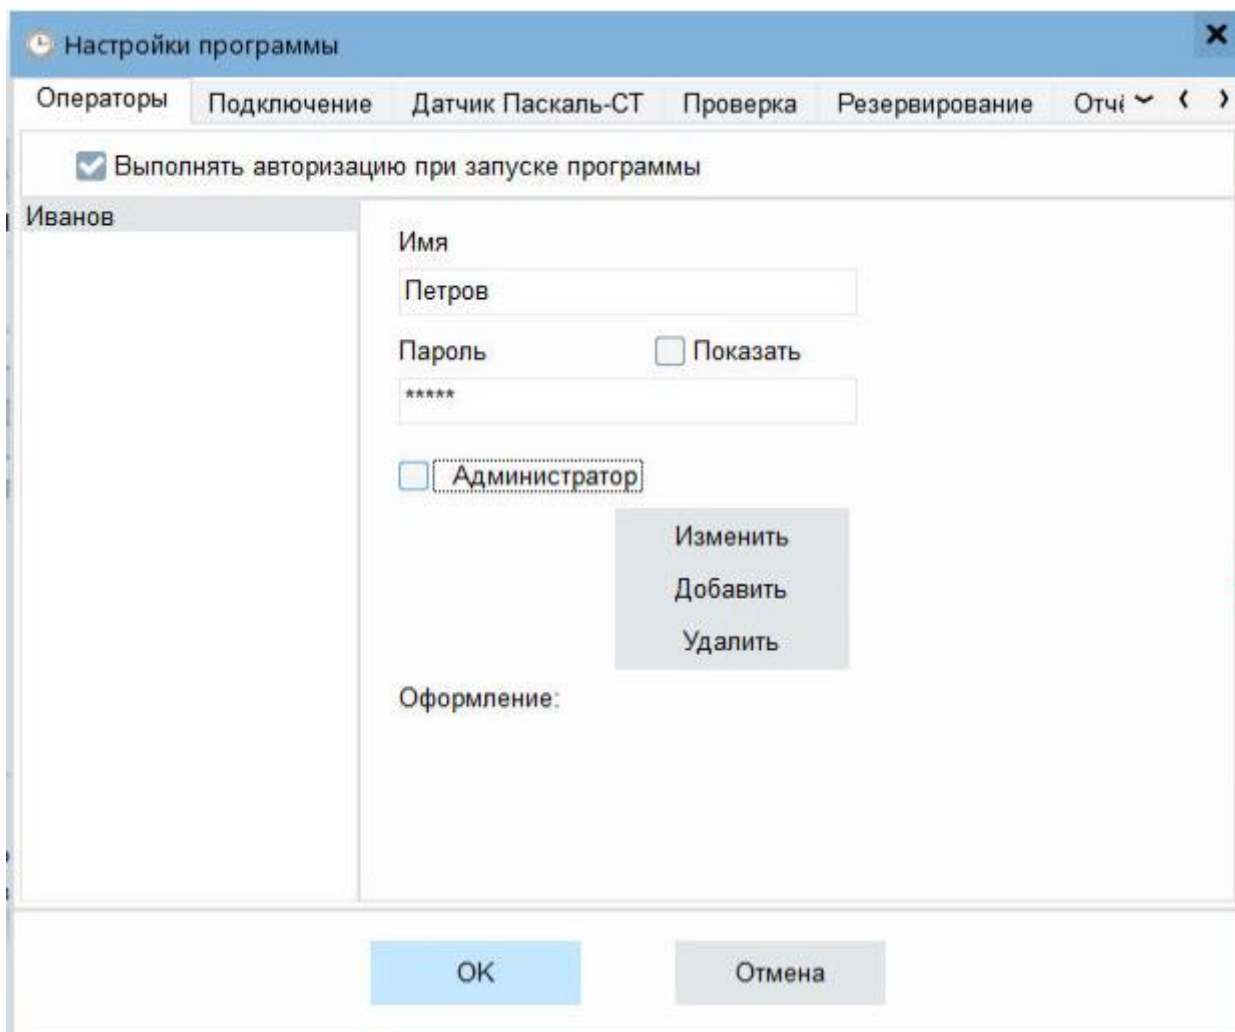 Настройки программы
Операторы Подключение Датчик Паскаль-СТ Проверка Резервирование Отчё
Выполнять авторизацию при запуске программы
Иванов
Имя
Петров
Пароль Показать
*****
Администратор
Изменить
Добавить
Удалить
Оформление:
OK Отмена